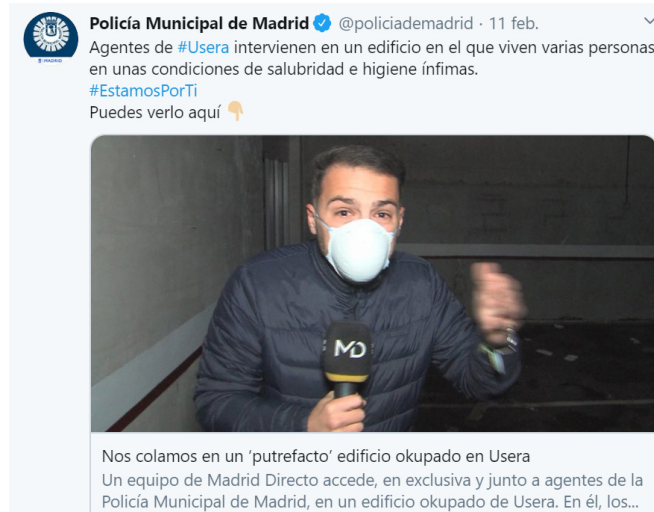 Policía Municipal de Madrid @policiademadrid · 11 feb.
Agentes de #Usera intervienen en un edificio en el que viven varias personas
en unas condiciones de salubridad e higiene ínfimas.
#EstamosPorTi
Puedes verlo aquí 👇🏼
MD
Nos colamos en un ‘putrefacto’ edificio okupado en Usera
Un equipo de Madrid Directo accede, en exclusiva y junto a agentes de la
Policía Municipal de Madrid, en un edificio okupado de Usera. En él, los...